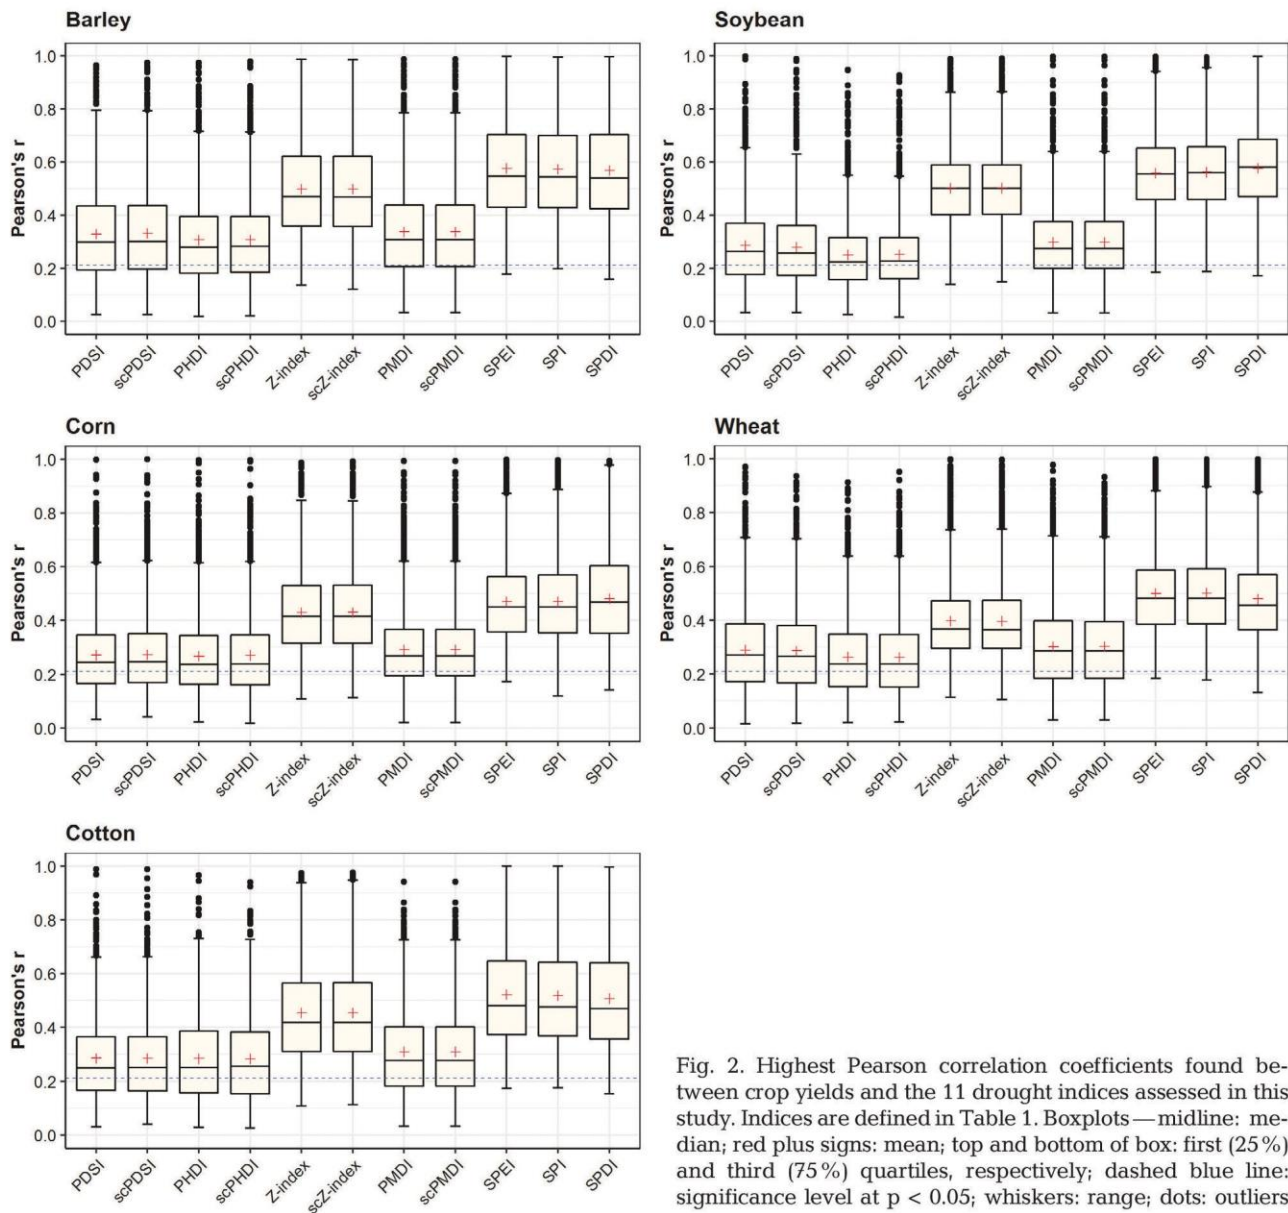 Barley
Pearson's r
1.0
0.8
0.6
0.4
0.2
0.0
PDSI scPDSI PHDI scPHDI Z-index scZ-index PMDI scPMDI SPEI SPI SPDI
Soybean
Pearson's r
1.0
0.8
0.6
0.4
0.2
0.0
PDSI scPDSI PHDI scPHDI Z-index scZ-index PMDI scPMDI SPEI SPI SPDI
Corn
Pearson's r
1.0
0.8
0.6
0.4
0.2
0.0
PDSI scPDSI PHDI scPHDI Z-index scZ-index PMDI scPMDI SPEI SPI SPDI
Wheat
Pearson's r
1.0
0.8
0.6
0.4
0.2
0.0
PDSI scPDSI PHDI scPHDI Z-index scZ-index PMDI scPMDI SPEI SPI SPDI
Cotton
Pearson's r
1.0
0.8
0.6
0.4
0.2
0.0
PDSI scPDSI PHDI scPHDI Z-index scZ-index PMDI scPMDI SPEI SPI SPDI
Fig. 2. Highest Pearson correlation coefficients found be-
tween crop yields and the 11 drought indices assessed in this
study. Indices are defined in Table 1. Boxplots—midline: me-
dian; red plus signs: mean; top and bottom of box: first (25%)
and third (75%) quartiles, respectively; dashed blue line:
significance level at p < 0.05; whiskers: range; dots: outliers